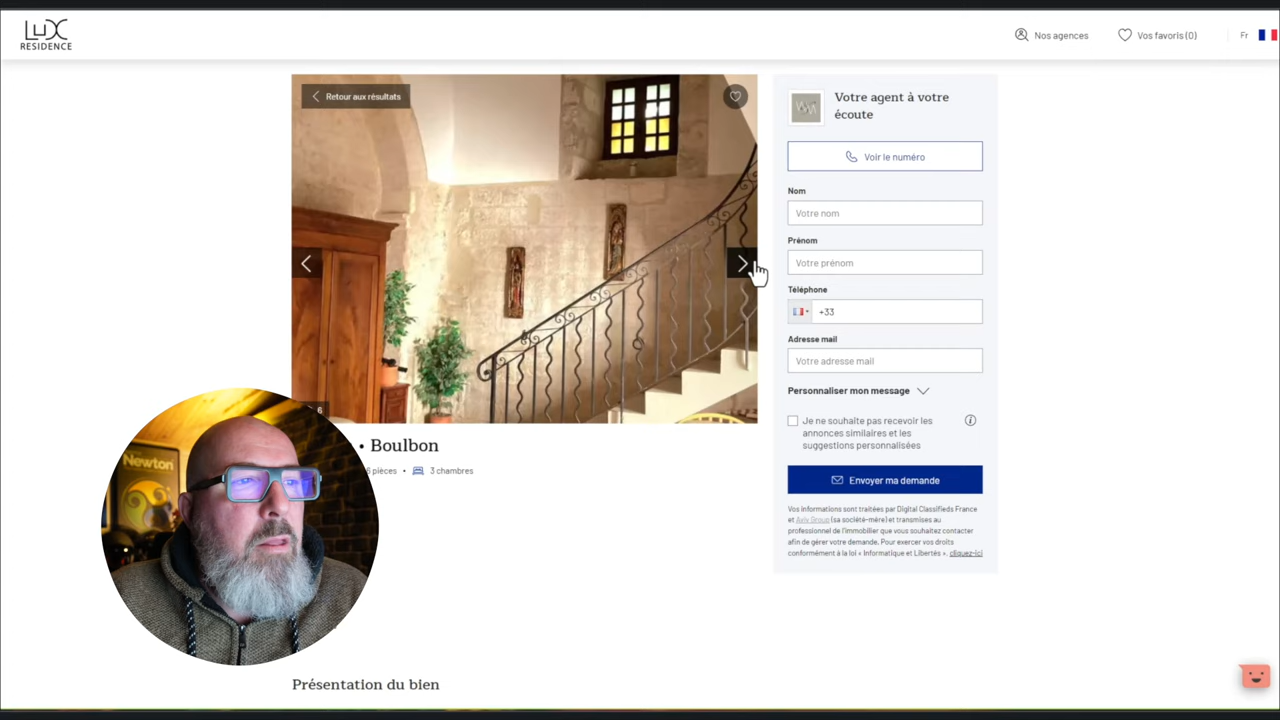 LUX
RESIDENCE
Nos agences
Vos favoris (0)
Fr
Retour aux résultats
6
• Boulbon
6 pièces • 3 chambres
Newton
Présentation du bien
Votre agent à votre
écoute
Voir le numéro
Nom
Votre nom
Prénom
Votre prénom
Téléphone
+33
Adresse mail
Votre adresse mail
Personnaliser mon message
Je ne souhaite pas recevoir les
annonces similaires et les
suggestions personnalisées
Envoyer ma demande
Vos informations sont traitées par Digital Classifieds France
et Aviv Group (sa société-mère) et transmises au
professionnel de l'immobilier que vous souhaitez contacter
afin de gérer votre demande. Pour exercer vos droits
conformément à la loi « Informatique et Libertés ». cliquez-ici